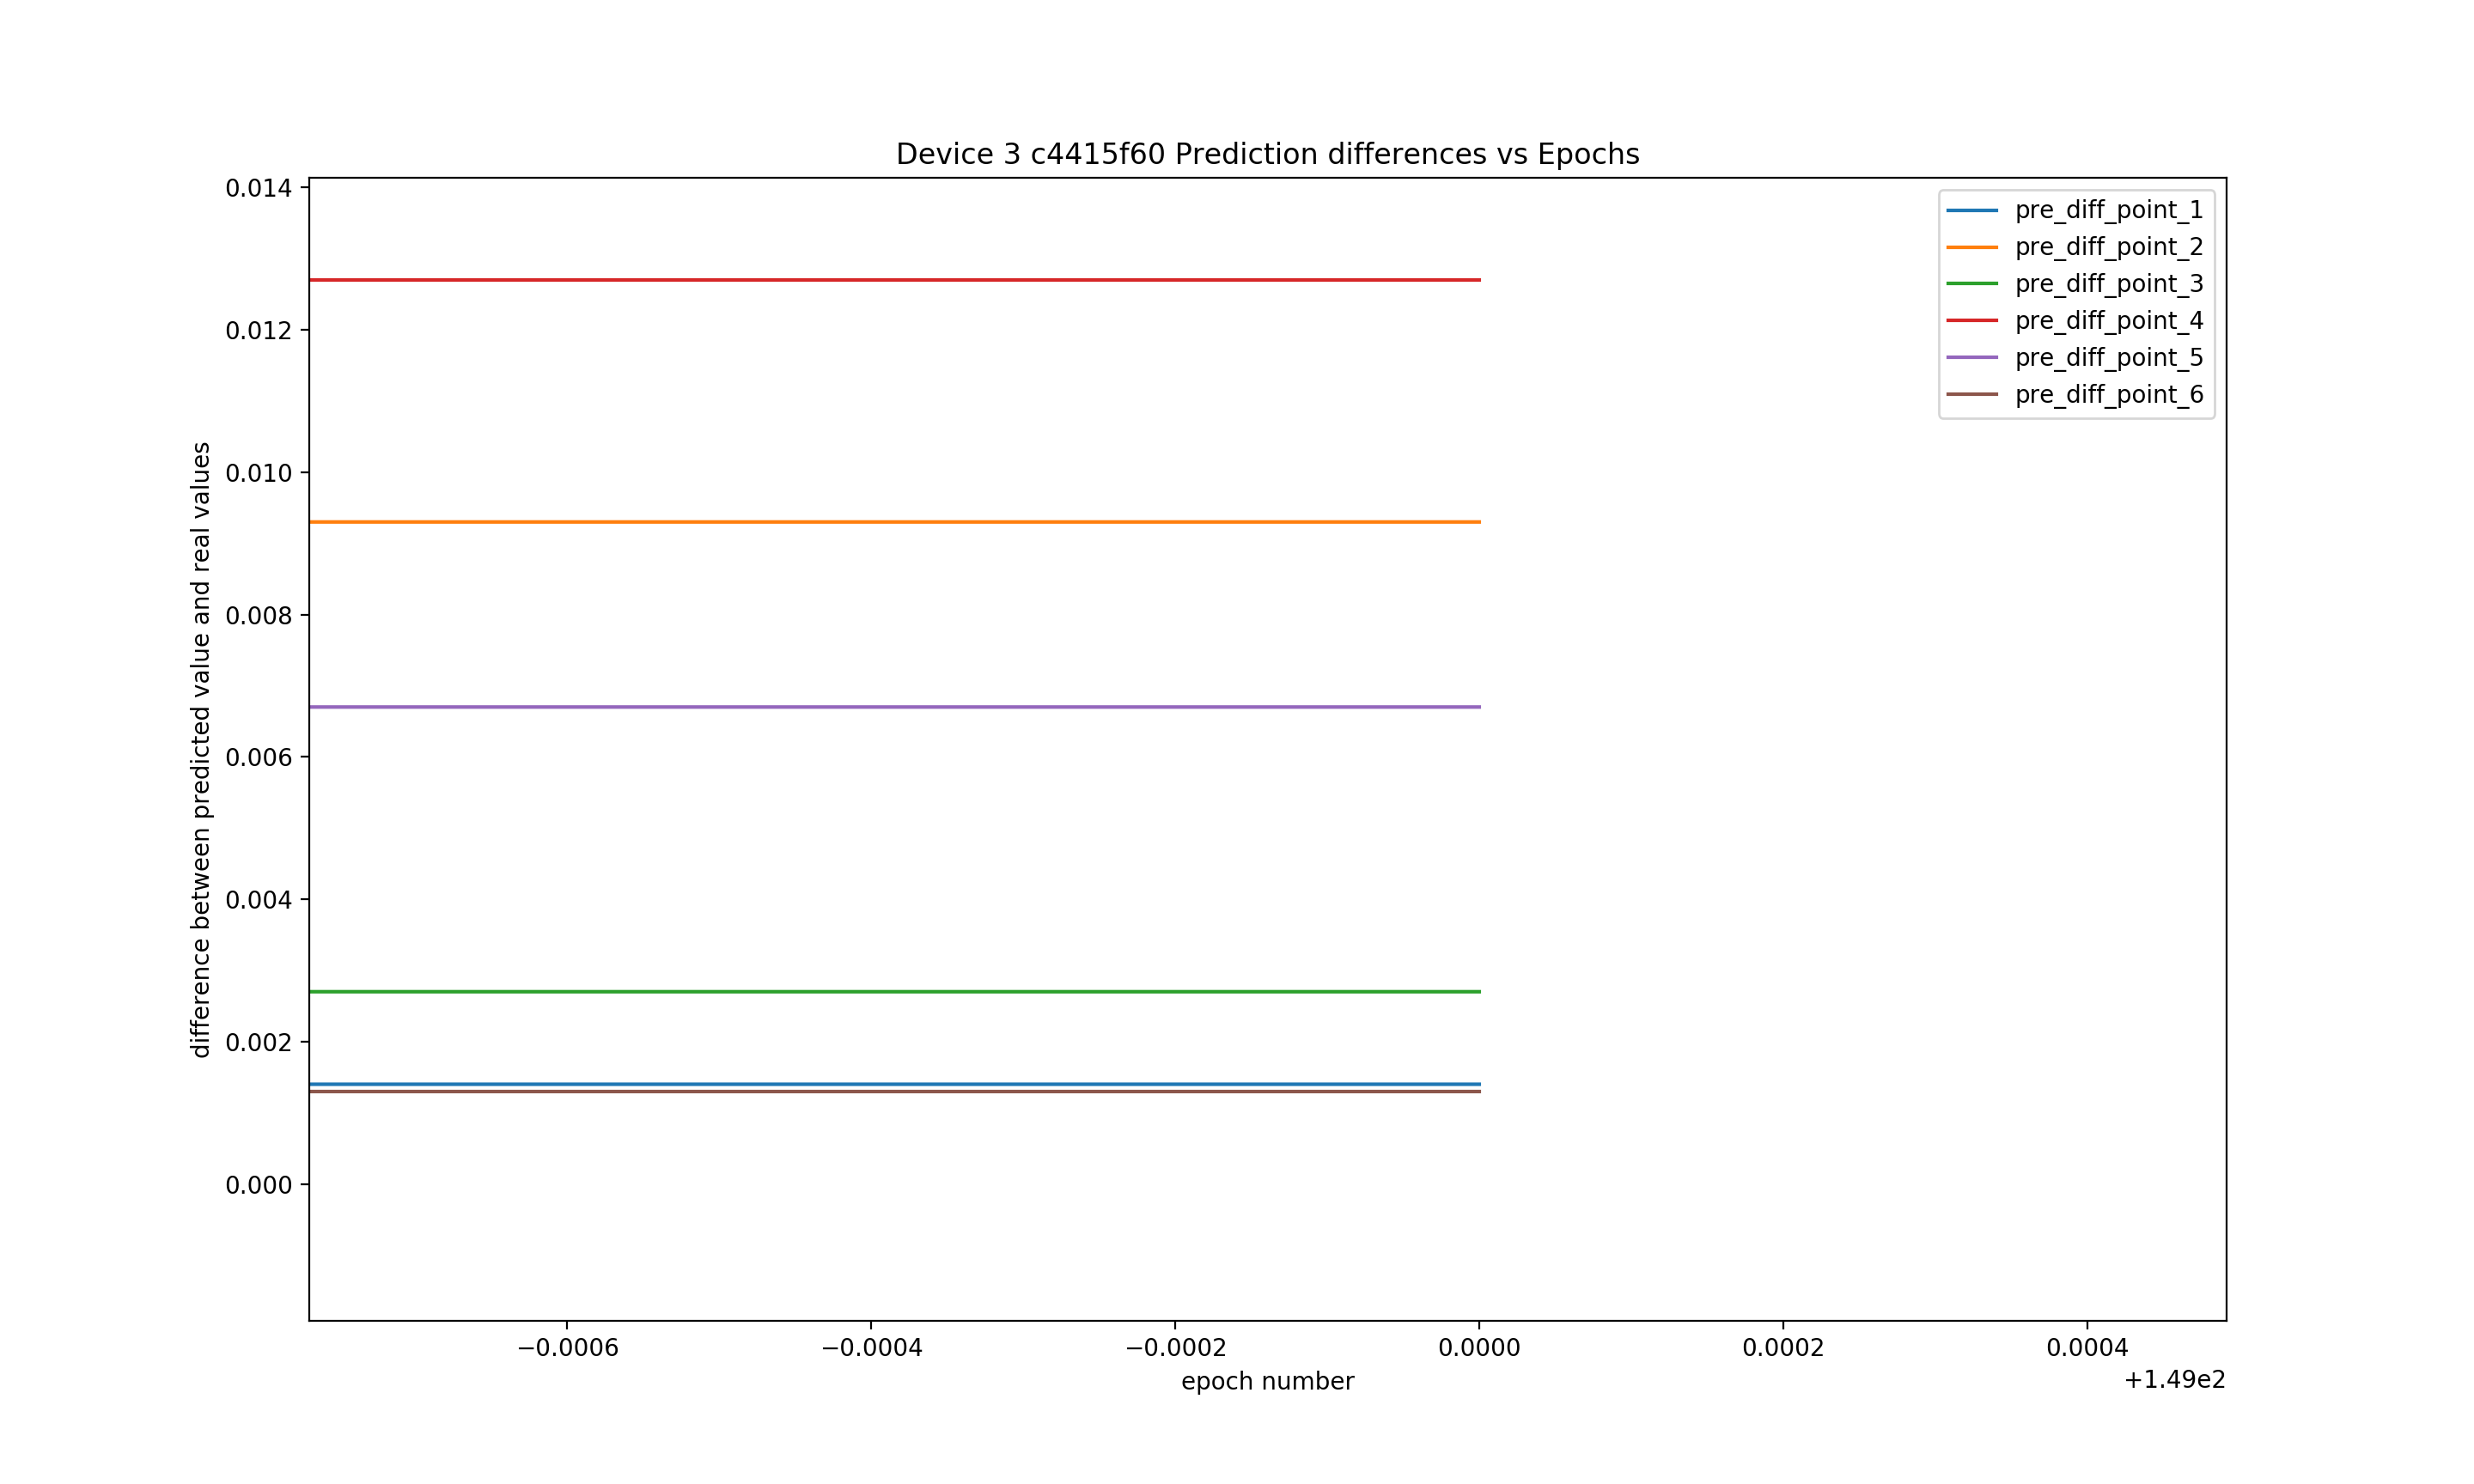 Device 3 c4415f60 Prediction differences vs Epochs
0.014
0.012
0.010
0.008
0.006
0.004
0.002
0.000
difference between predicted value and real values
pre_diff_point_1
pre_diff_point_2
pre_diff_point_3
pre_diff_point_4
pre_diff_point_5
pre_diff_point_6
−0.0006 −0.0004 −0.0002 0.0000 0.0002 0.0004
epoch number
+1.49e2